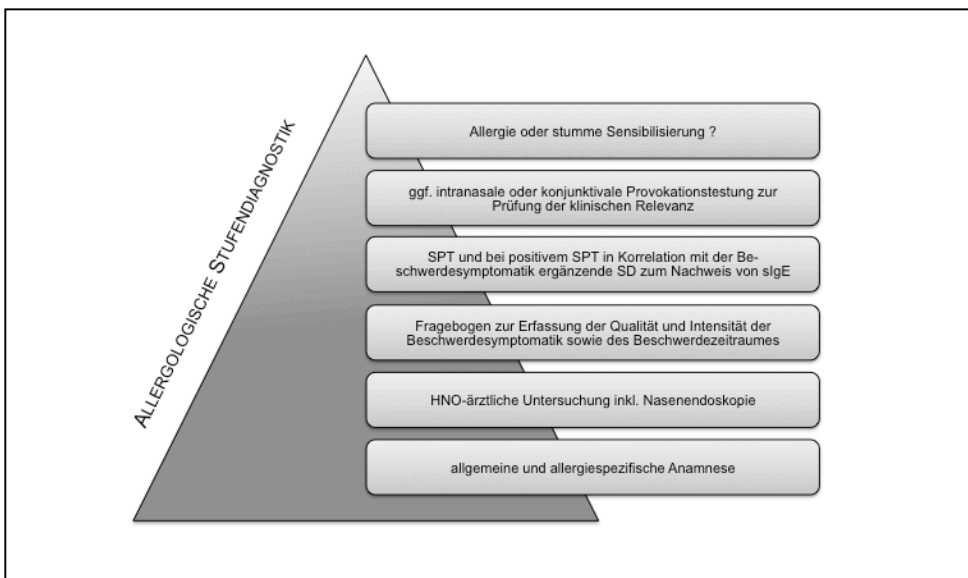 ALLERGOLOGISCHE STUFENDIAGNOSTIK
Allergie oder stumme Sensibilisierung ?
ggf. intranasale oder konjunktivale Provokationstestung zur
Prüfung der klinischen Relevanz
SPT und bei positivem SPT in Korrelation mit der Be-
schwerdesymptomatik ergänzende SD zum Nachweis von sIgE
Fragebogen zur Erfassung der Qualität und Intensität der
Beschwerdesymptomatik sowie des Beschwerdezeitraumes
HNO-ärztliche Untersuchung inkl. Nasenendoskopie
allgemeine und allergiespezifische Anamnese